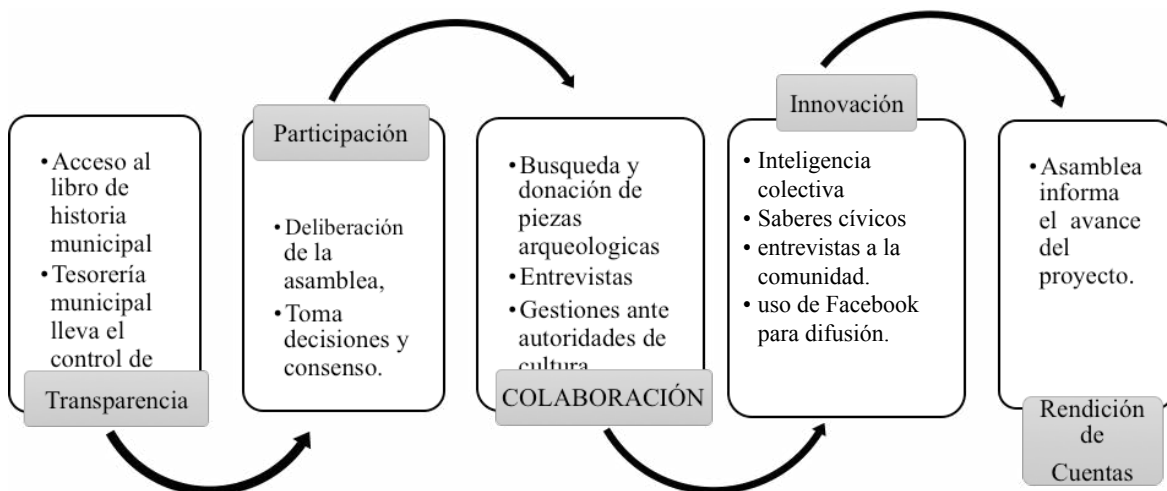 • Acceso al
libro de
historia
municipal
• Tesorería
municipal
lleva el
control de
Transparencia
Participación
• Deliberación
de la
asamblea,
• Toma
decisiones y
consenso.
• Busqueda y
donación de
piezas
arqueologicas
• Entrevistas
• Gestiones ante
autoridades de
cultura
COLABORACIÓN
Innovación
• Inteligencia
colectiva
• Saberes cívicos
• entrevistas a la
comunidad.
• uso de Facebook
para difusión.
• Asamblea
informa
el avance
del
proyecto.
Rendición
de
Cuentas